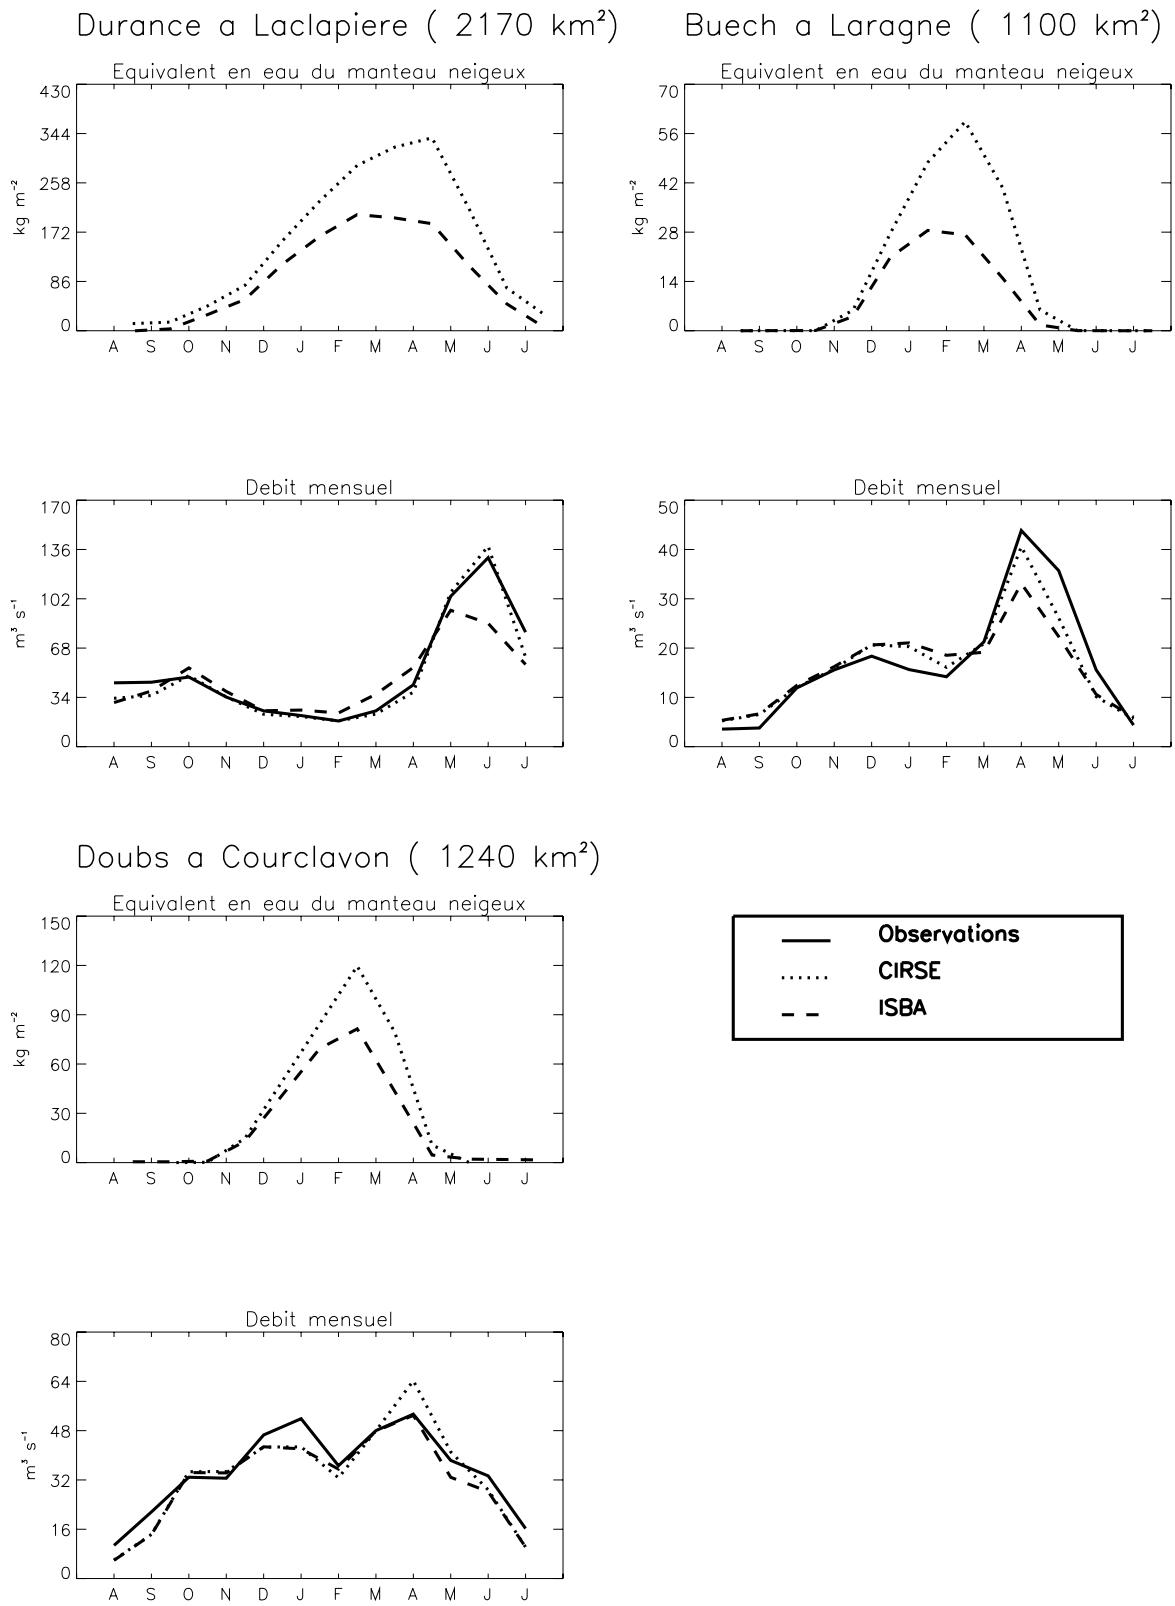 Durance a Laclapiere ( 2170 km²)
Equivalent en eau du manteau neigeux
430
344
258
172
86
0
kg m⁻²
A S O N D J F M A M J J
Debit mensuel
170
136
102
68
34
0
m³ s⁻¹
A S O N D J F M A M J J
Buech a Laragne ( 1100 km²)
Equivalent en eau du manteau neigeux
70
56
42
28
14
0
kg m⁻²
A S O N D J F M A M J J
Debit mensuel
50
40
30
20
10
0
m³ s⁻¹
A S O N D J F M A M J J
Doubs a Courclavon ( 1240 km²)
Equivalent en eau du manteau neigeux
150
120
90
60
30
0
kg m⁻²
A S O N D J F M A M J J
Observations
CIRSE
ISBA
Debit mensuel
80
64
48
32
16
0
m³ s⁻¹
A S O N D J F M A M J J